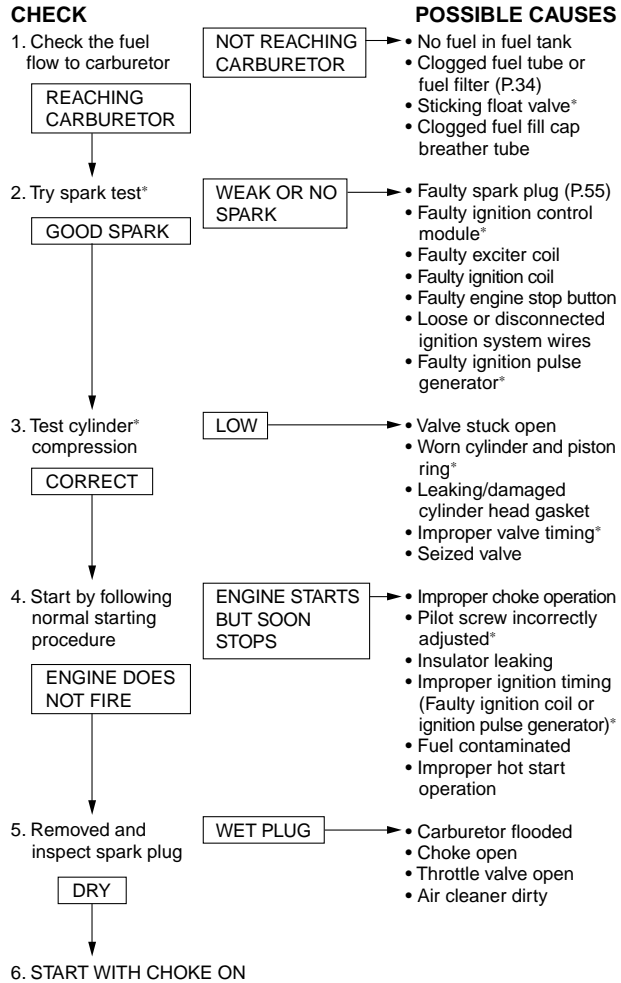 CHECK
POSSIBLE CAUSES
1. Check the fuel
flow to carburetor
REACHING
CARBURETOR
NOT REACHING
CARBURETOR
• No fuel in fuel tank
• Clogged fuel tube or
fuel filter (P.34)
• Sticking float valve*
• Clogged fuel fill cap
breather tube
2. Try spark test*
GOOD SPARK
WEAK OR NO
SPARK
• Faulty spark plug (P.55)
• Faulty ignition control
module*
• Faulty exciter coil
• Faulty ignition coil
• Faulty engine stop button
• Loose or disconnected
ignition system wires
• Faulty ignition pulse
generator*
3. Test cylinder*
compression
CORRECT
LOW
• Valve stuck open
• Worn cylinder and piston
ring*
• Leaking/damaged
cylinder head gasket
• Improper valve timing*
• Seized valve
4. Start by following
normal starting
procedure
ENGINE DOES
NOT FIRE
ENGINE STARTS
BUT SOON
STOPS
• Improper choke operation
• Pilot screw incorrectly
adjusted*
• Insulator leaking
• Improper ignition timing
(Faulty ignition coil or
ignition pulse generator)*
• Fuel contaminated
• Improper hot start
operation
5. Removed and
inspect spark plug
DRY
WET PLUG
• Carburetor flooded
• Choke open
• Throttle valve open
• Air cleaner dirty
6. START WITH CHOKE ON